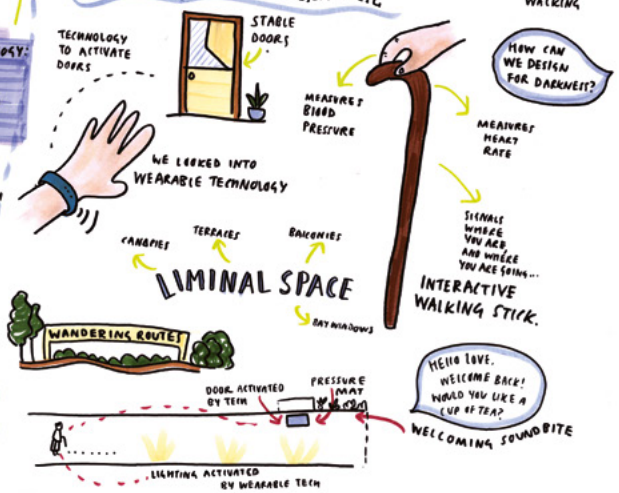 WALKING
OGY:
TECHNOLOGY
TO ACTIVATE
DOORS
STABLE
DOORS
HOW CAN
WE DESIGN
FOR DARKNESS?
MEASURES
BLOOD
PRESSURE
MEASURES
HEART
RATE
WE LOOKED INTO
WEARABLE TECHNOLOGY
SIGNALS
WHERE
YOU ARE
AND WHERE
YOU ARE GOING...
INTERACTIVE
WALKING STICK.
CANOPIES
TERRACES
BALCONIES
LIMINAL SPACE
BAY WINDOWS
WANDERING ROUTES
DOOR ACTIVATED
BY TECH
PRESSURE
MAT
HELLO LOVE.
WELCOME BACK!
WOULD YOU LIKE A
CUP OF TEA?
WELCOMING SOUNDBITE
LIGHTING ACTIVATED
BY WEARABLE TECH